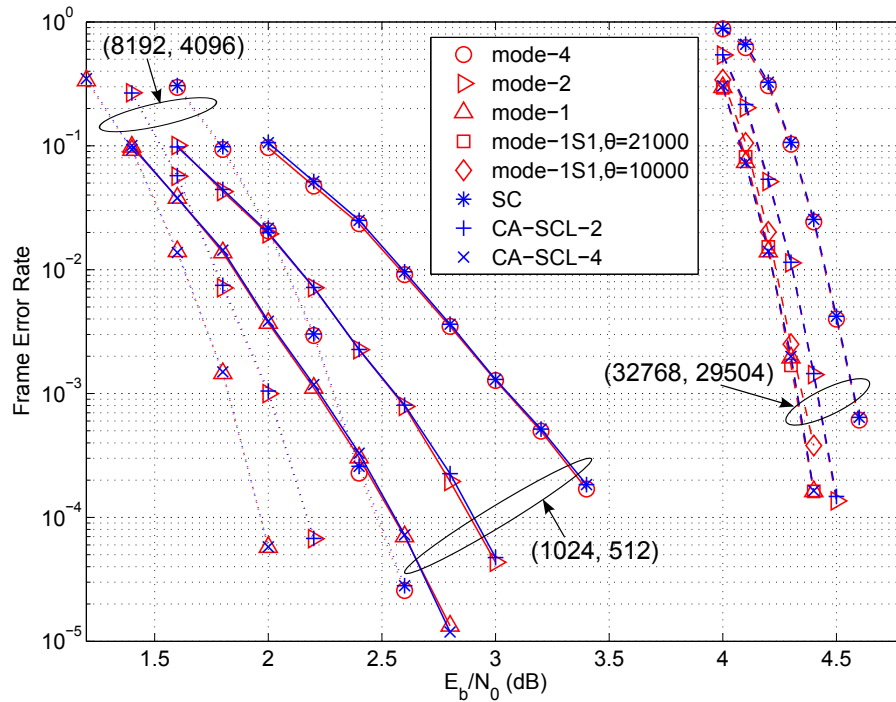 (8192, 4096)
mode−4
mode−2
mode−1
mode−1S1,θ=21000
mode−1S1,θ=10000
SC
CA−SCL−2
CA−SCL−4
(32768, 29504)
(1024, 512)
Frame Error Rate
10^0
10^−1
10^−2
10^−3
10^−4
10^−5
1.5 2 2.5 3 3.5 4 4.5
E_b/N_0 (dB)